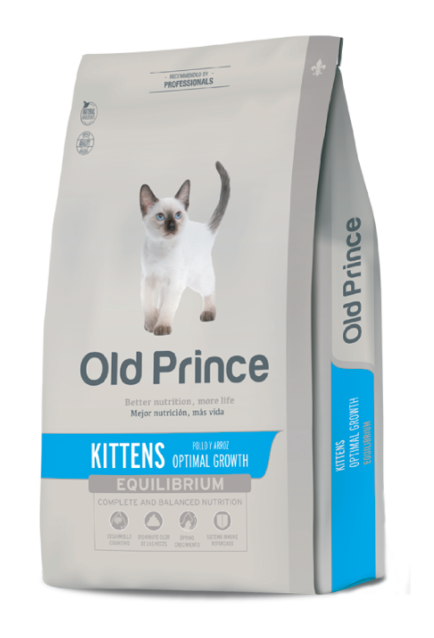 RECOMMENDED BY
PROFESSIONALS
Old Prince
Better nutrition, more life
Mejor nutrición, más vida
KITTENS
POLLO Y ARROZ
OPTIMAL GROWTH
EQUILIBRIUM
COMPLETE AND BALANCED NUTRITION
Old Prince
KITTENS
OPTIMAL GROWTH
EQUILIBRIUM